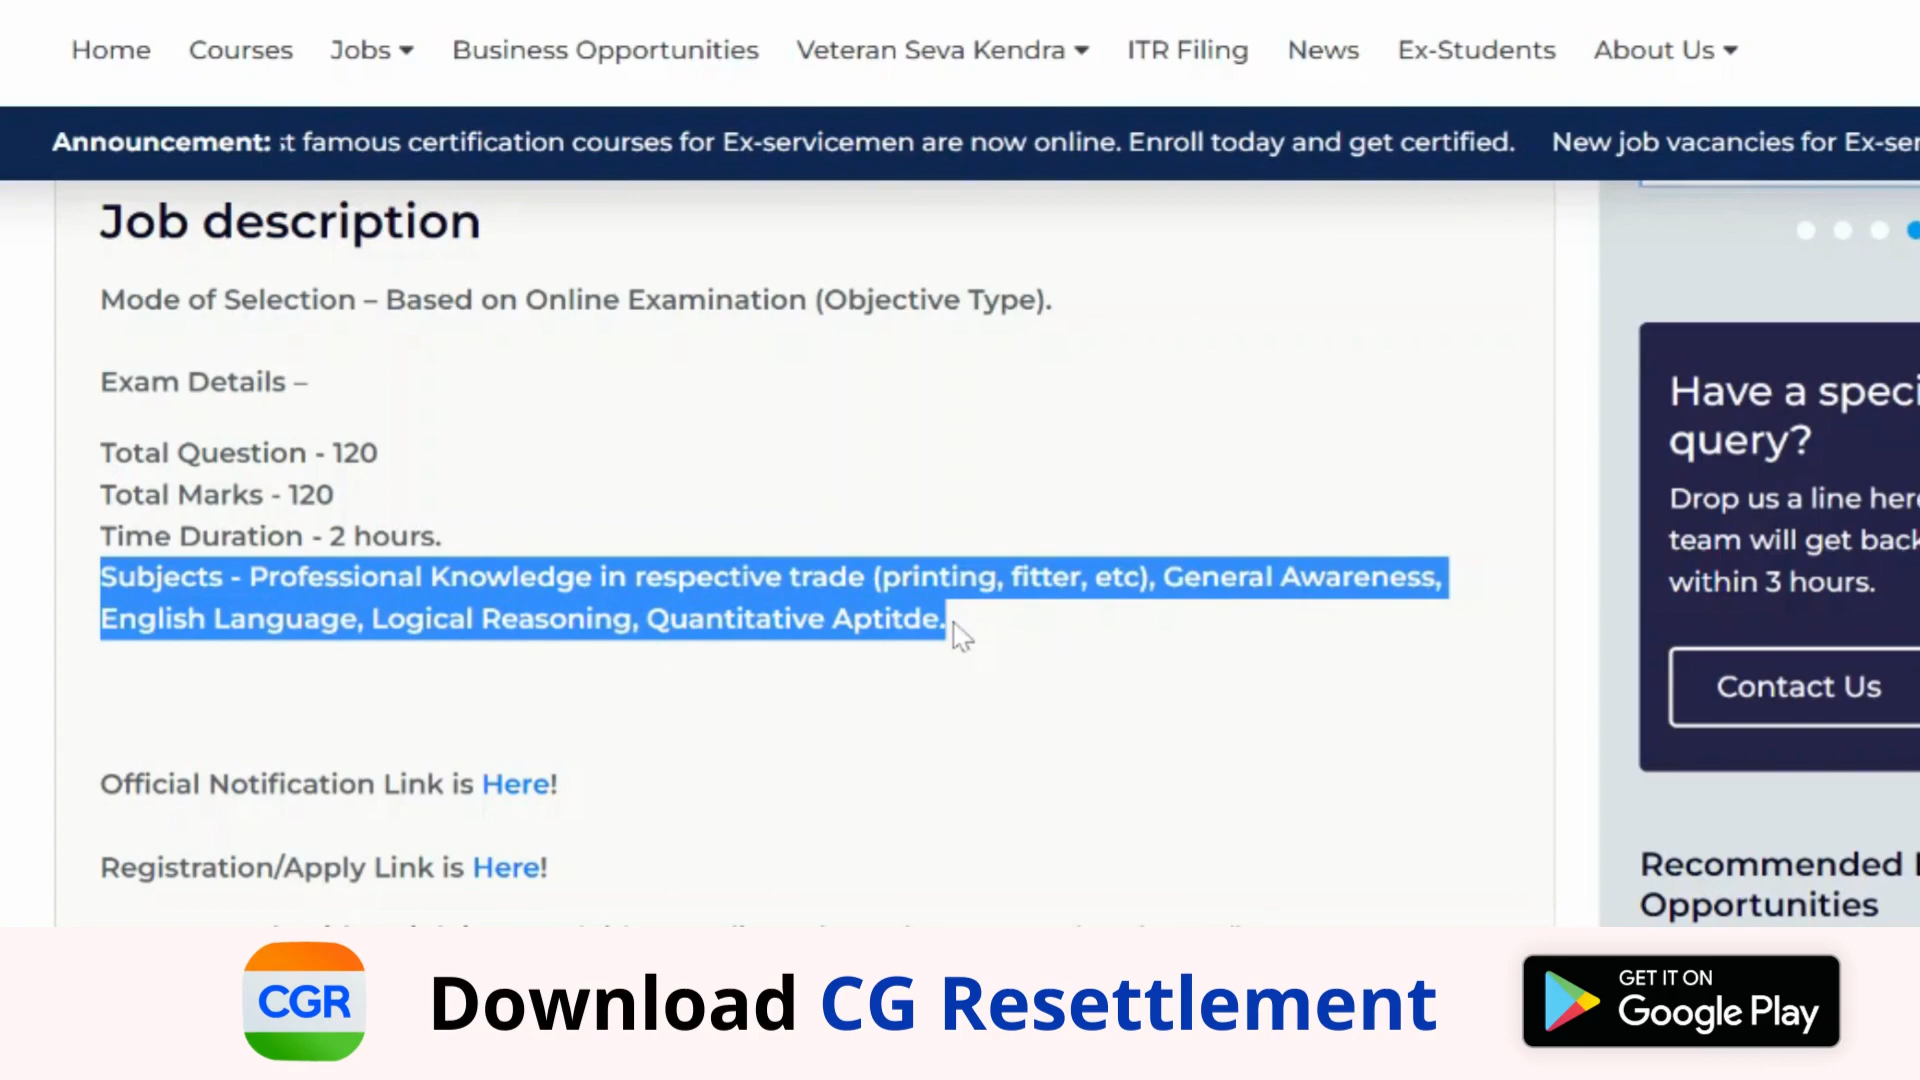 Home Courses Jobs Business Opportunities Veteran Seva Kendra ITR Filing News Ex-Students About Us
Announcement: st famous certification courses for Ex-servicemen are now online. Enroll today and get certified. New job vacancies for Ex-ser
Job description
Mode of Selection – Based on Online Examination (Objective Type).
Exam Details –
Total Question - 120
Total Marks - 120
Time Duration - 2 hours.
Subjects - Professional Knowledge in respective trade (printing, fitter, etc), General Awareness,
English Language, Logical Reasoning, Quantitative Aptitde.
Official Notification Link is Here!
Registration/Apply Link is Here!
Have a speci
query?
Drop us a line here
team will get back
within 3 hours.
Contact Us
Recommended
Opportunities
CGR
Download CG Resettlement
GET IT ON
Google Play